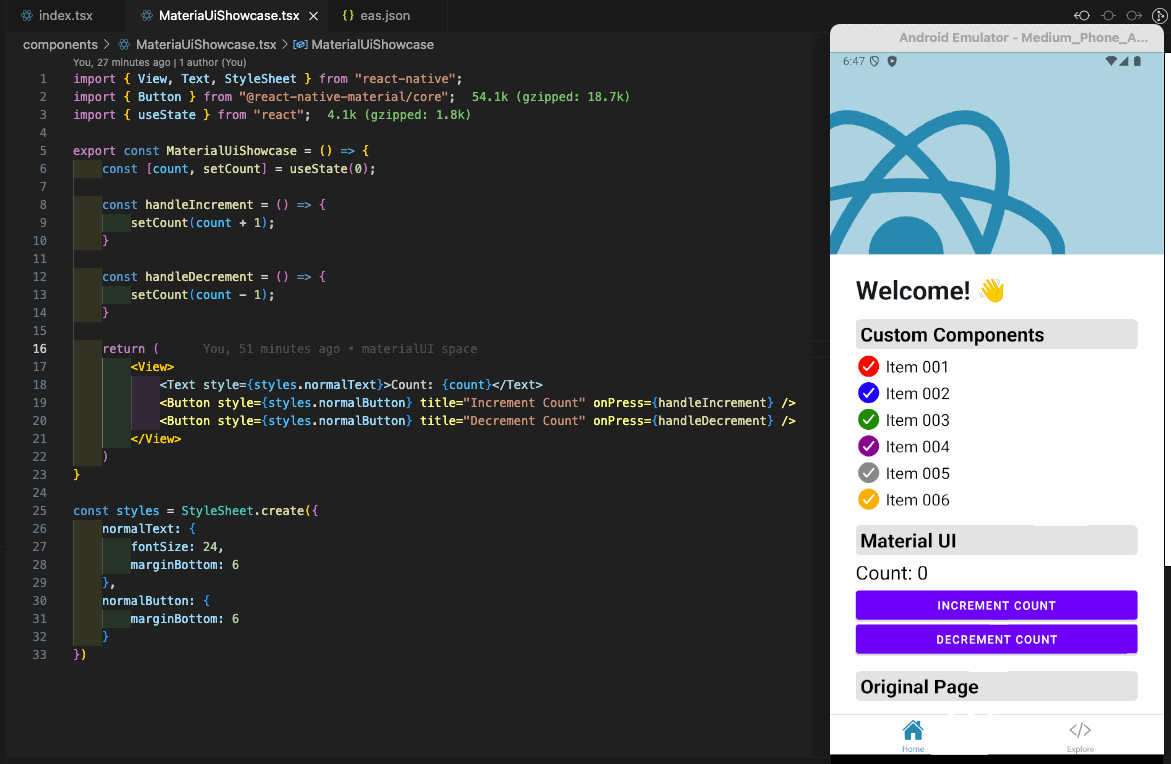 index.tsx
MateriaUiShowcase.tsx
{} eas.json
components > MateriaUiShowcase.tsx > MaterialUiShowcase
You, 27 minutes ago | 1 author (You)
1 import { View, Text, StyleSheet } from "react-native";
2 import { Button } from "@react-native-material/core"; 54.1k (gzipped: 18.7k)
3 import { useState } from "react"; 4.1k (gzipped: 1.8k)
4
5 export const MaterialUiShowcase = () => {
6 const [count, setCount] = useState(0);
7
8 const handleIncrement = () => {
9 setCount(count + 1);
10 }
11
12 const handleDecrement = () => {
13 setCount(count - 1);
14 }
15
16 return ( You, 51 minutes ago • materialUI space
17 <View>
18 <Text style={styles.normalText}>Count: {count}</Text>
19 <Button style={styles.normalButton} title="Increment Count" onPress={handleIncrement} />
20 <Button style={styles.normalButton} title="Decrement Count" onPress={handleDecrement} />
21 </View>
22 )
23 }
24
25 const styles = StyleSheet.create({
26 normalText: {
27 fontSize: 24,
28 marginBottom: 6
29 },
30 normalButton: {
31 marginBottom: 6
32 }
33 })
Android Emulator - Medium_Phone_A...
6:47
Welcome! 👋
Custom Components
Item 001
Item 002
Item 003
Item 004
Item 005
Item 006
Material UI
Count: 0
INCREMENT COUNT
DECREMENT COUNT
Original Page
Home
Explore